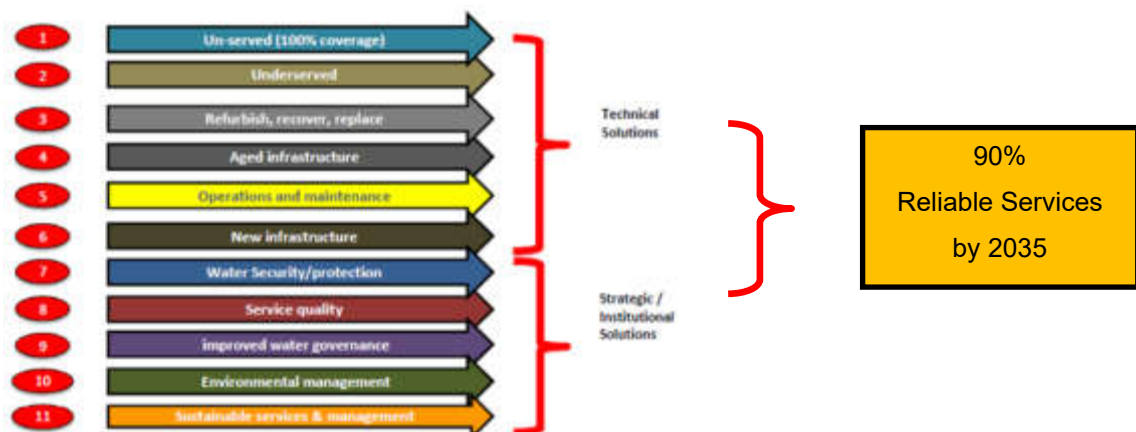 1 Un-served (100% coverage)
2 Underserved
3 Refurbish, recover, replace
4 Aged infrastructure
5 Operations and maintenance
6 New infrastructure
7 Water Security/protection
8 Service quality
9 improved water governance
10 Environmental management
11 Sustainable services & management
Technical
Solutions
Strategic /
Institutional
Solutions
90%
Reliable Services
by 2035